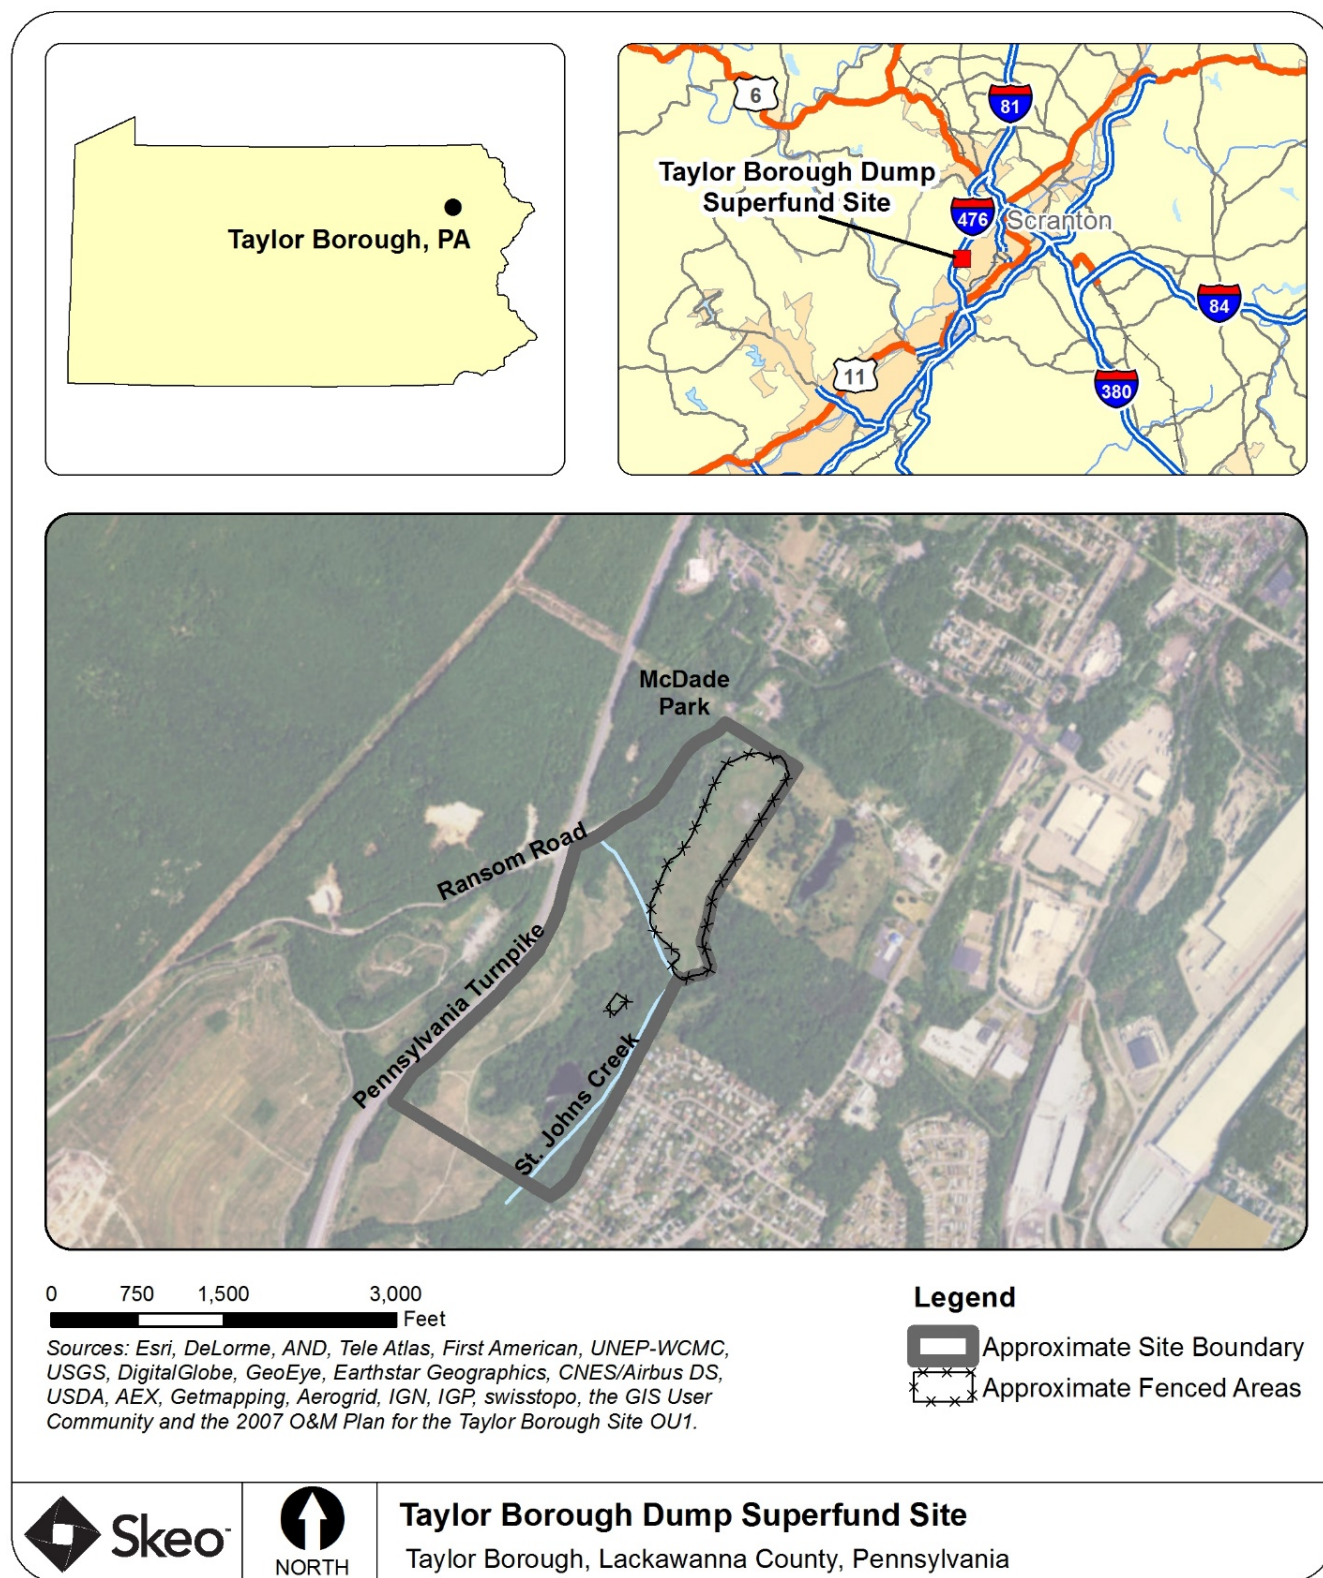 Taylor Borough, PA
6
81
Taylor Borough Dump
Superfund Site
476
Scranton
84
11
380
McDade
Park
Ransom Road
Pennsylvania Turnpike
St. Johns Creek
0 750 1,500 3,000
Feet
Sources: Esri, DeLorme, AND, Tele Atlas, First American, UNEP-WCMC,
USGS, DigitalGlobe, GeoEye, Earthstar Geographics, CNES/Airbus DS,
USDA, AEX, Getmapping, Aerogrid, IGN, IGP, swisstopo, the GIS User
Community and the 2007 O&M Plan for the Taylor Borough Site OU1.
Legend
Approximate Site Boundary
Approximate Fenced Areas
Skeo
NORTH
Taylor Borough Dump Superfund Site
Taylor Borough, Lackawanna County, Pennsylvania